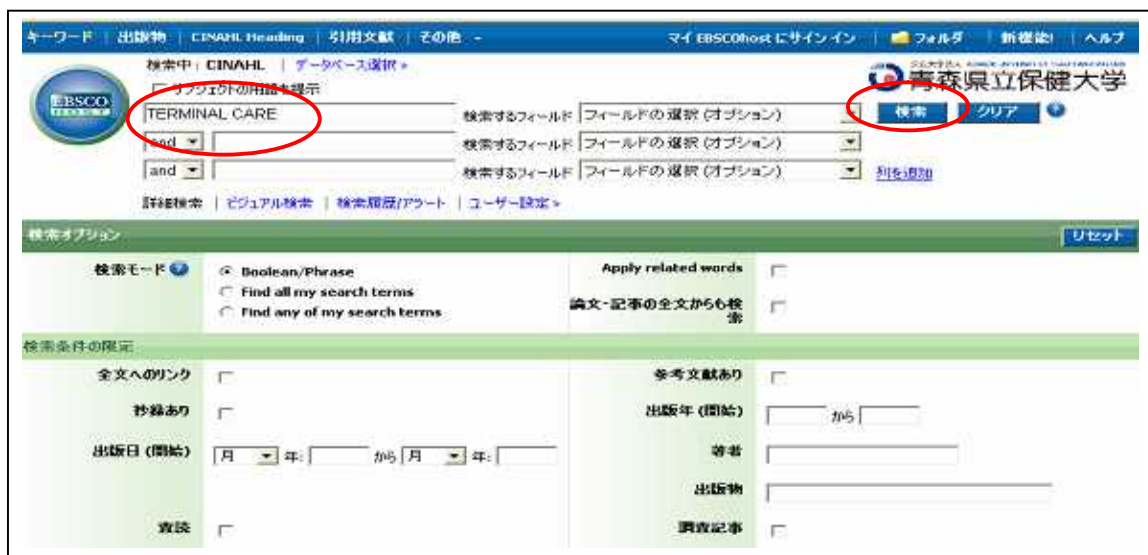 キーワード | 出版物 | CINAHL Heading | 引用文献 | その他 -
マイ EBSCOhost にサインイン | フォルダ 新機能! | ヘルプ
検索中: CINAHL | データベース選択 »
サブジェクトの用語を提示
EBSCO HOST
青森県立保健大学
TERMINAL CARE 検索するフィールド フィールドの選択 (オプション) 検索 クリア
and 検索するフィールド フィールドの選択 (オプション)
and 検索するフィールド フィールドの選択 (オプション) 列を追加
詳細検索 | ビジュアル検索 | 検索履歴/アラート | ユーザー設定 »
検索オプション リセット
検索モード Boolean/Phrase Apply related words
Find all my search terms
Find any of my search terms 論文・記事の全文からも検索
検索条件の限定
全文へのリンク 参考文献あり
抄録あり 出版年 (開始) から
出版日 (開始) 月 年: から 月 年: 著者
出版物
査読 調査記事